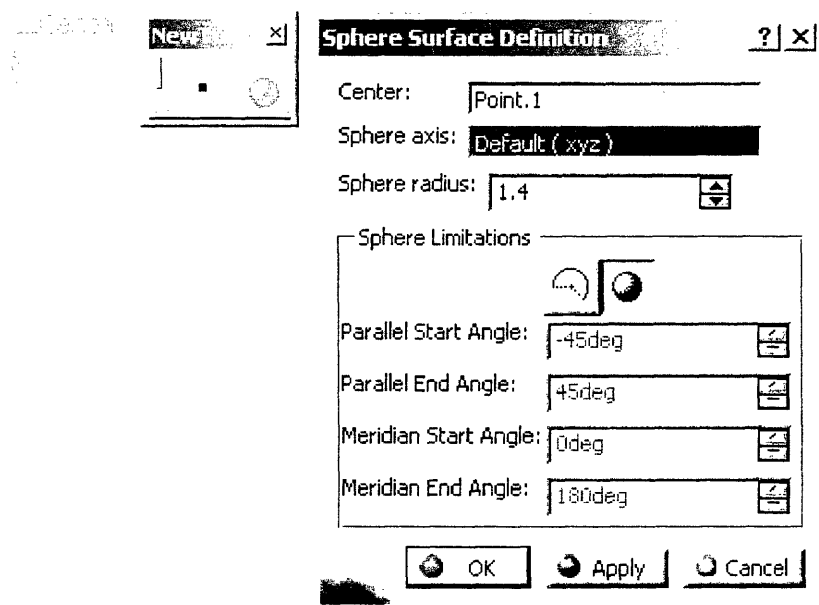 New
Sphere Surface Definition
Center: Point.1
Sphere axis: Default ( xyz )
Sphere radius: 1.4
Sphere Limitations
Parallel Start Angle: -45deg
Parallel End Angle: 45deg
Meridian Start Angle: 0deg
Meridian End Angle: 180deg
OK Apply Cancel